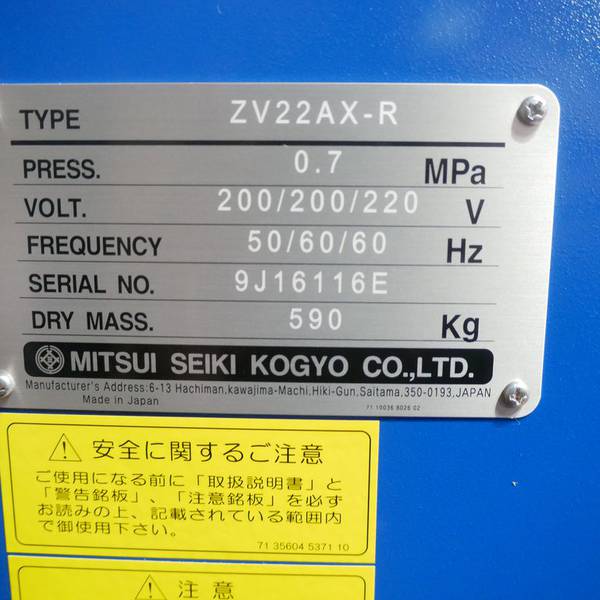 TYPE ZV22AX-R
PRESS. 0.7 MPa
VOLT. 200/200/220 V
FREQUENCY 50/60/60 Hz
SERIAL NO. 9J16116E
DRY MASS. 590 Kg
MITSUI SEIKI KOGYO CO.,LTD.
Manufacturer's Address:6-13 Hachiman,kawajima-Machi.Hiki-Gun.Saitama,350-0193,JAPAN
Made in Japan
71 10036 8026 02
安全に関するご注意
ご使用になる前に「取扱説明書」と
「警告銘板」、「注意銘板」を必ず
お読みの上、記載されている範囲内
で御使用下さい。
71 35604 5371 10
注 意